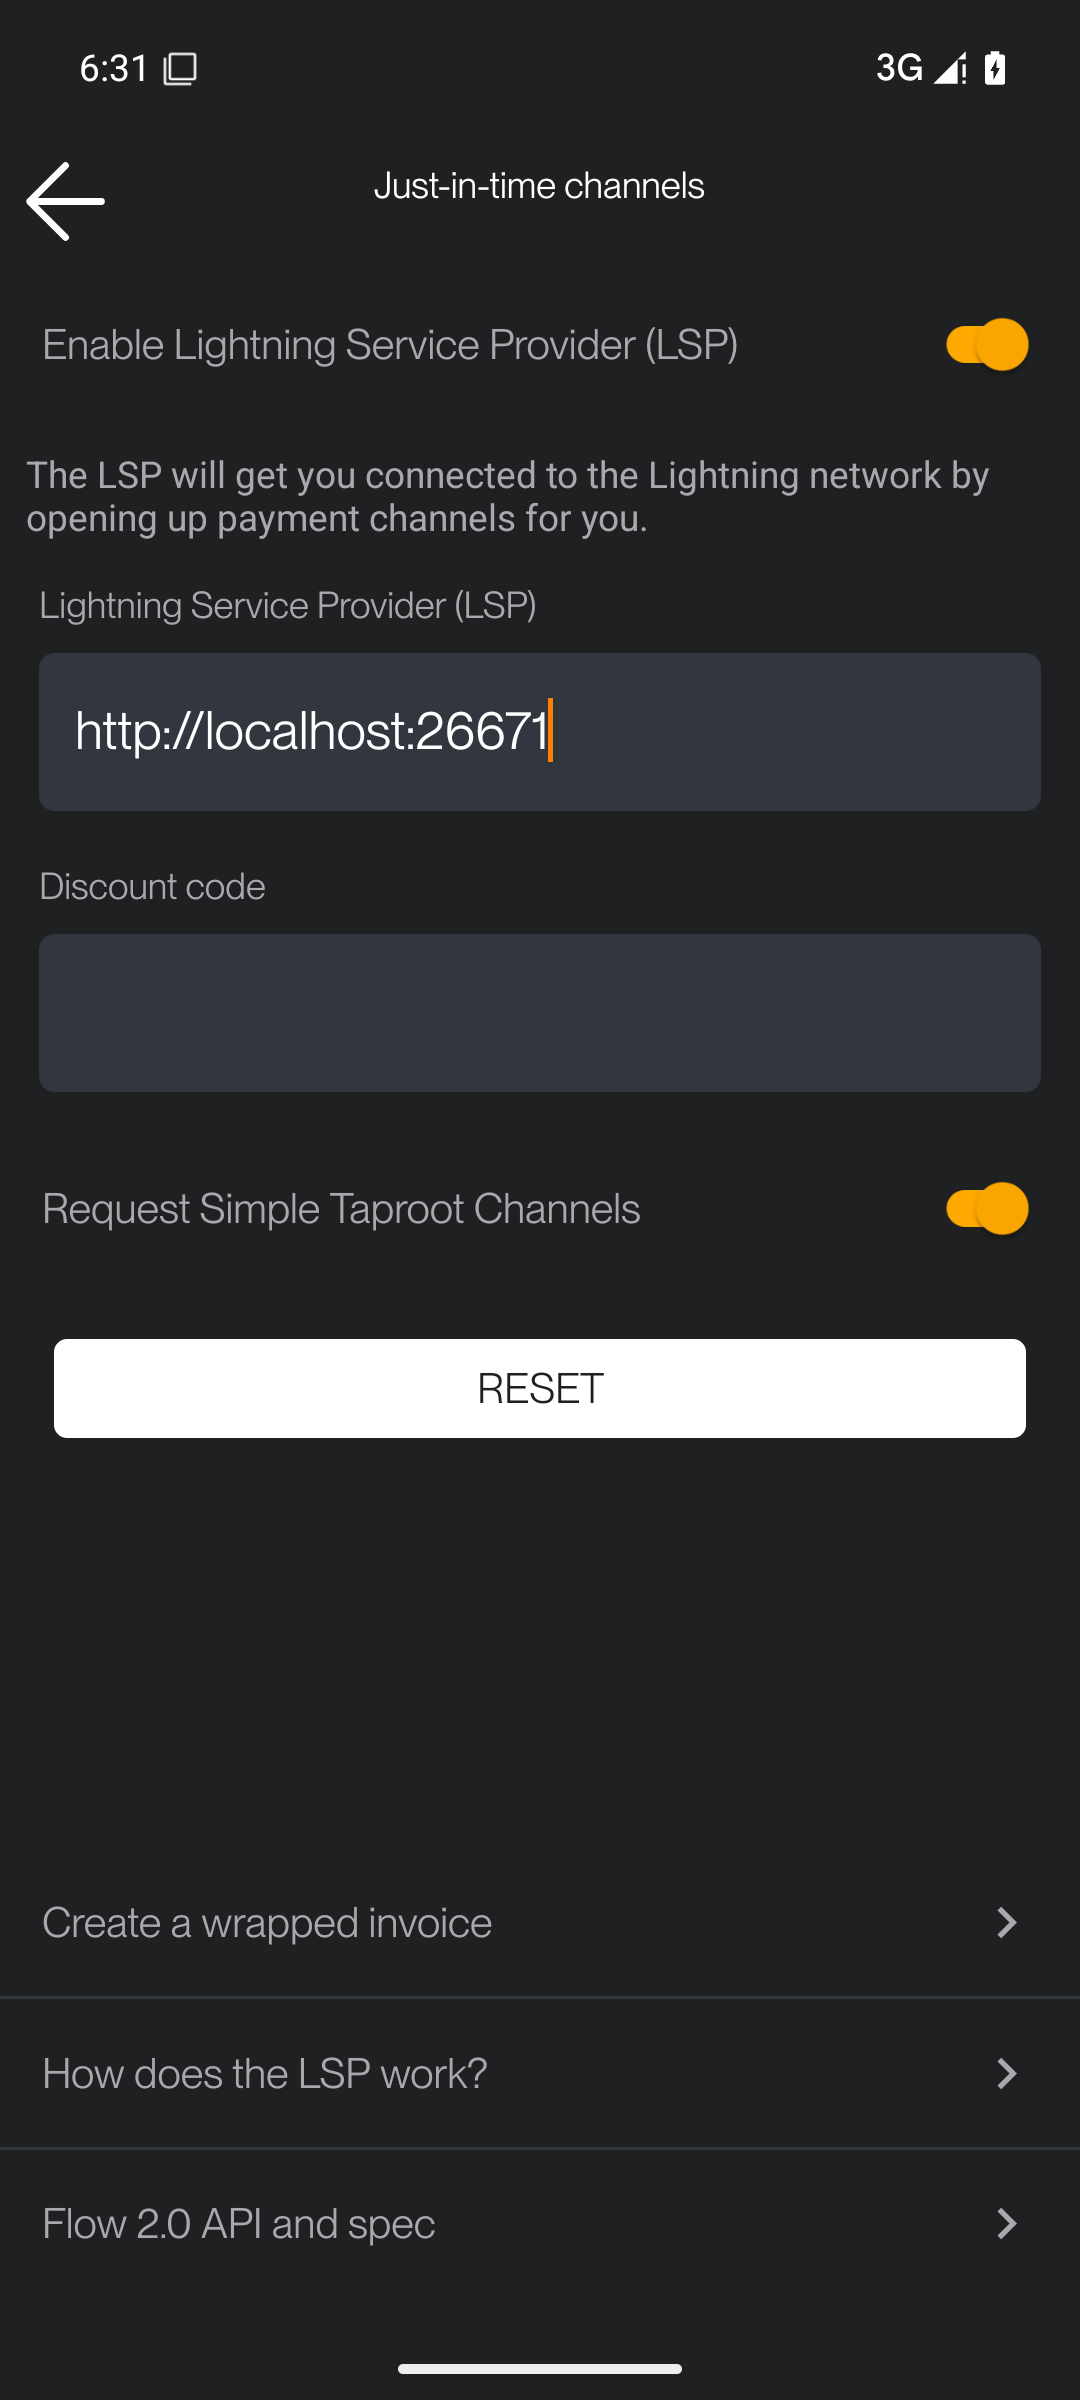 6:31
3G
Just-in-time channels
Enable Lightning Service Provider (LSP)
The LSP will get you connected to the Lightning network by
opening up payment channels for you.
Lightning Service Provider (LSP)
http://localhost:26671
Discount code
Request Simple Taproot Channels
RESET
Create a wrapped invoice
How does the LSP work?
Flow 2.0 API and spec